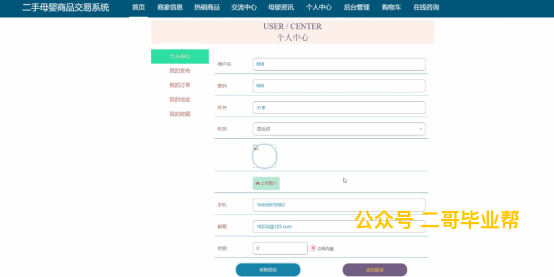 二手母婴商品交易系统 首页 商家信息 热销商品 交流中心 母婴资讯 个人中心 后台管理 购物车 在线咨询
USER / CENTER
个人中心
个人中心
我的发布
我的订单
我的地址
我的收藏
用户名 666
密码 666
姓名 小李
性别 请选择
上传图片
手机
邮箱 10232@123.com
余额 0 点我充值
公众号 二哥毕业帮
更新信息
退出登录